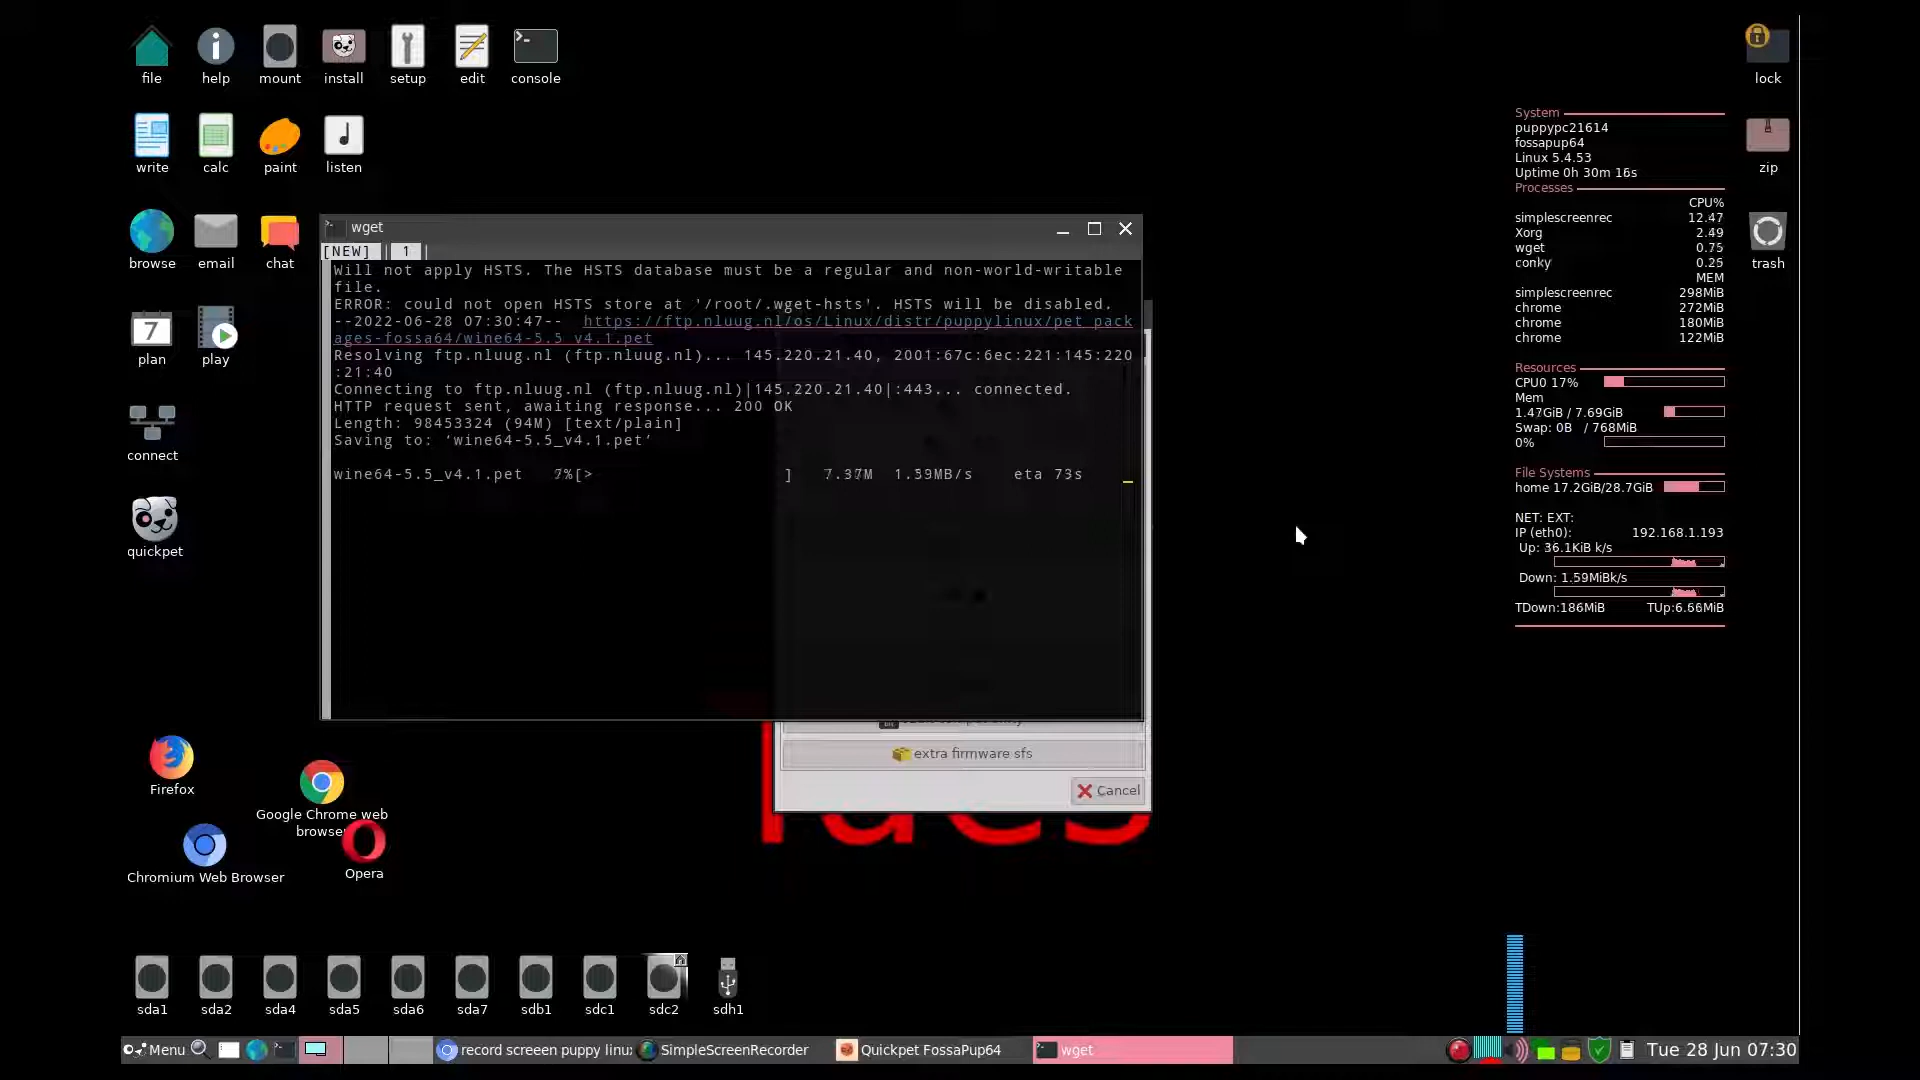 file help mount install setup edit console
lock
write calc paint listen
zip
browse email chat
trash
plan play
connect
quickpet
System
puppypc21614
fossapup64
Linux 5.4.53
Uptime 0h 30m 16s
Processes
CPU%
simplescreenrec 12.47
Xorg 2.49
wget 0.75
conky 0.25
MEM
simplescreenrec 298MiB
chrome 272MiB
chrome 180MiB
chrome 122MiB
Resources
CPU0 17%
Mem
1.47GiB / 7.69GiB
Swap: 0B / 768MiB
0%
File Systems
home 17.2GiB/28.7GiB
NET: EXT:
IP (eth0): 192.168.1.193
Up: 36.1KiB k/s
Down: 1.59MiBk/s
TDown:186MiB TUp:6.66MiB
wget
[NEW] | 1 |
Will not apply HSTS. The HSTS database must be a regular and non-world-writable
file.
ERROR: could not open HSTS store at '/root/.wget-hsts'. HSTS will be disabled.
--2022-06-28 07:30:47-- https://ftp.nluug.nl/os/Linux/distr/puppylinux/pet_pack
ages-fossa64/wine64-5.5_v4.1.pet
Resolving ftp.nluug.nl (ftp.nluug.nl)... 145.220.21.40, 2001:67c:6ec:221:145:220
:21:40
Connecting to ftp.nluug.nl (ftp.nluug.nl)|145.220.21.40|:443... connected.
HTTP request sent, awaiting response... 200 OK
Length: 98453324 (94M) [text/plain]
Saving to: ‘wine64-5.5_v4.1.pet’
wine64-5.5_v4.1.pet 7%[> ] 7.37M 1.59MB/s eta 73s
extra firmware sfs
Cancel
Firefox
Google Chrome web
browser
Chromium Web Browser
Opera
sda1 sda2 sda4 sda5 sda6 sda7 sdb1 sdc1 sdc2 sdh1
Menu record screeen puppy linu SimpleScreenRecorder Quickpet FossaPup64 wget Tue 28 Jun 07:30